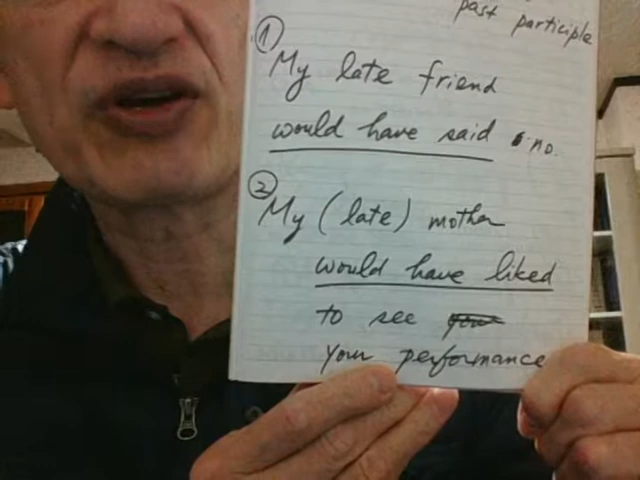 past participle
① My late friend
would have said no.
② My (late) mother
would have liked
to see
your performance